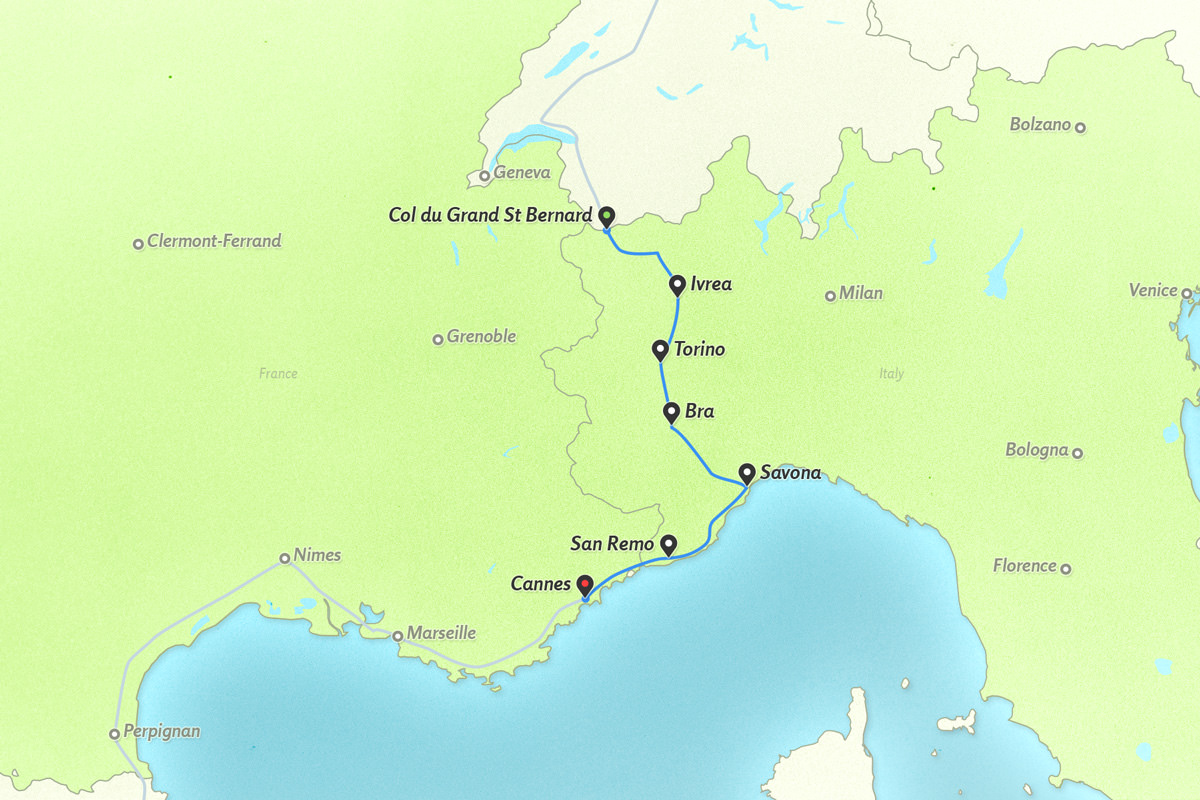 Bolzano
Geneva
Col du Grand St Bernard
Clermont-Ferrand
Ivrea
Milan
Venice
Grenoble
Torino
France
Italy
Bra
Bologna
Savona
San Remo
Nimes
Florence
Cannes
Marseille
Perpignan